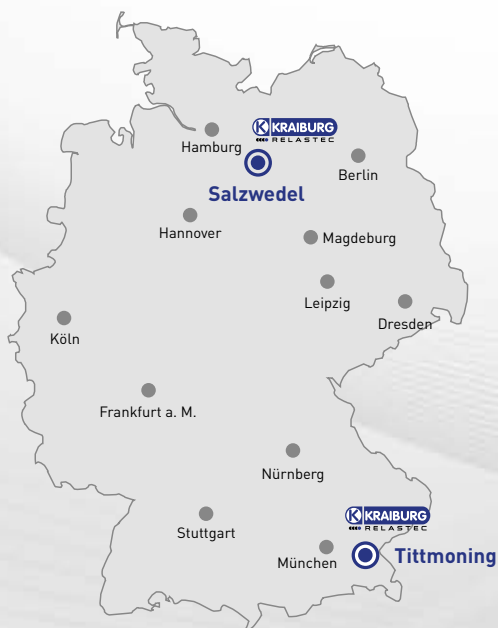 KRAIBURG
RELASTEC
Hamburg
Salzwedel
Berlin
Hannover
Magdeburg
Leipzig
Dresden
Köln
Frankfurt a. M.
Nürnberg
KRAIBURG
RELASTEC
Stuttgart
München
Tittmoning